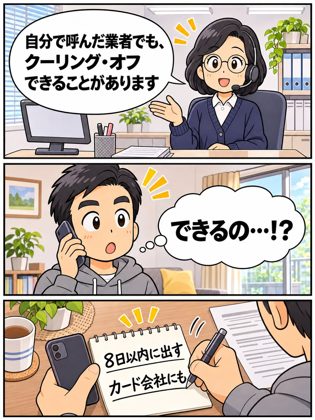 自分で呼んだ業者でも、
クーリング・オフ
できることがあります
できるの…!?
8日以内に出す
カード会社にも